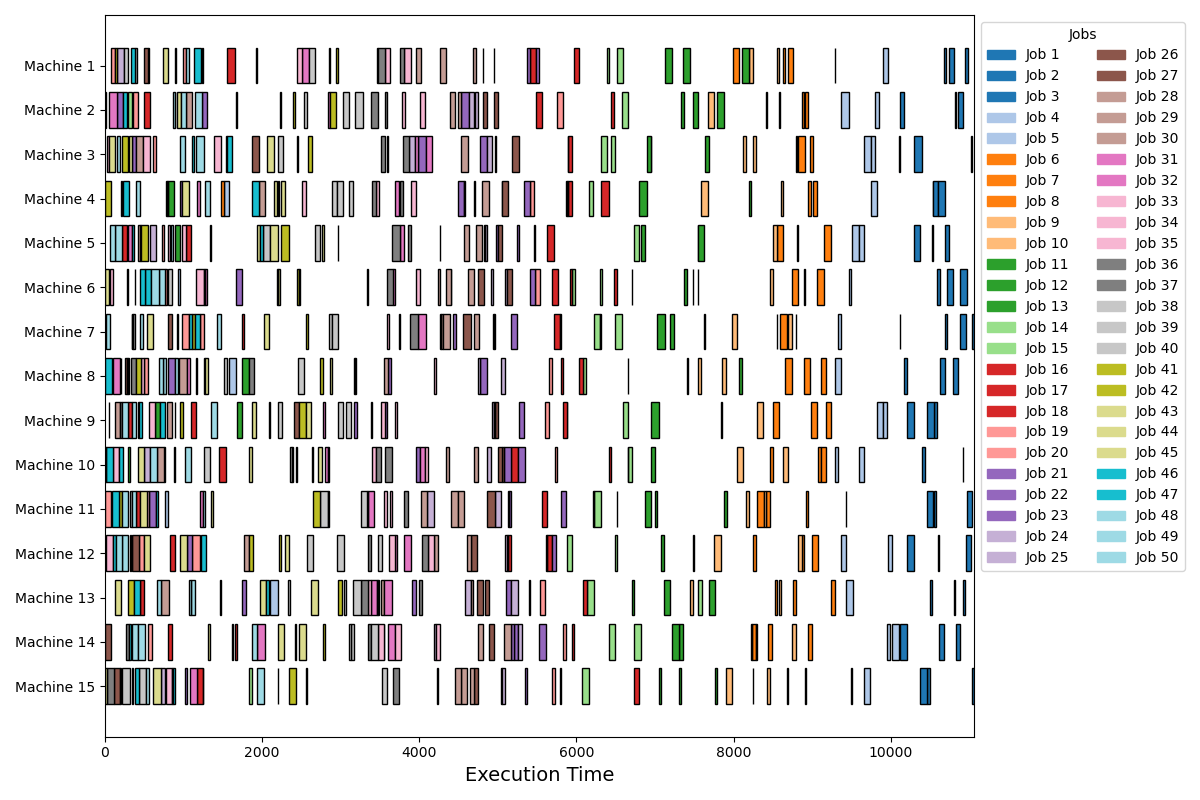 Machine 1
Machine 2
Machine 3
Machine 4
Machine 5
Machine 6
Machine 7
Machine 8
Machine 9
Machine 10
Machine 11
Machine 12
Machine 13
Machine 14
Machine 15
0 2000 4000 6000 8000 10000
Execution Time
Jobs
Job 1 Job 26
Job 2 Job 27
Job 3 Job 28
Job 4 Job 29
Job 5 Job 30
Job 6 Job 31
Job 7 Job 32
Job 8 Job 33
Job 9 Job 34
Job 10 Job 35
Job 11 Job 36
Job 12 Job 37
Job 13 Job 38
Job 14 Job 39
Job 15 Job 40
Job 16 Job 41
Job 17 Job 42
Job 18 Job 43
Job 19 Job 44
Job 20 Job 45
Job 21 Job 46
Job 22 Job 47
Job 23 Job 48
Job 24 Job 49
Job 25 Job 50